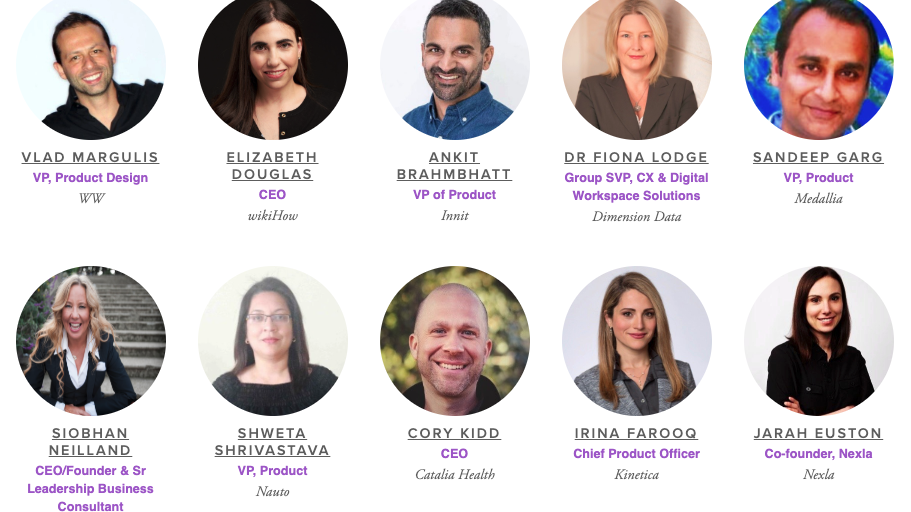 VLAD MARGULIS
VP, Product Design
WW
ELIZABETH
DOUGLAS
CEO
wikiHow
ANKIT
BRAHMBHATT
VP of Product
Innit
DR FIONA LODGE
Group SVP, CX & Digital
Workspace Solutions
Dimension Data
SANDEEP GARG
VP, Product
Medallia
SIOBHAN
NEILLAND
CEO/Founder & Sr
Leadership Business
Consultant
SHWETA
SHRIVASTAVA
VP, Product
Nauto
CORY KIDD
CEO
Catalia Health
IRINA FAROOQ
Chief Product Officer
Kinetica
JARAH EUSTON
Co-founder, Nexla
Nexla